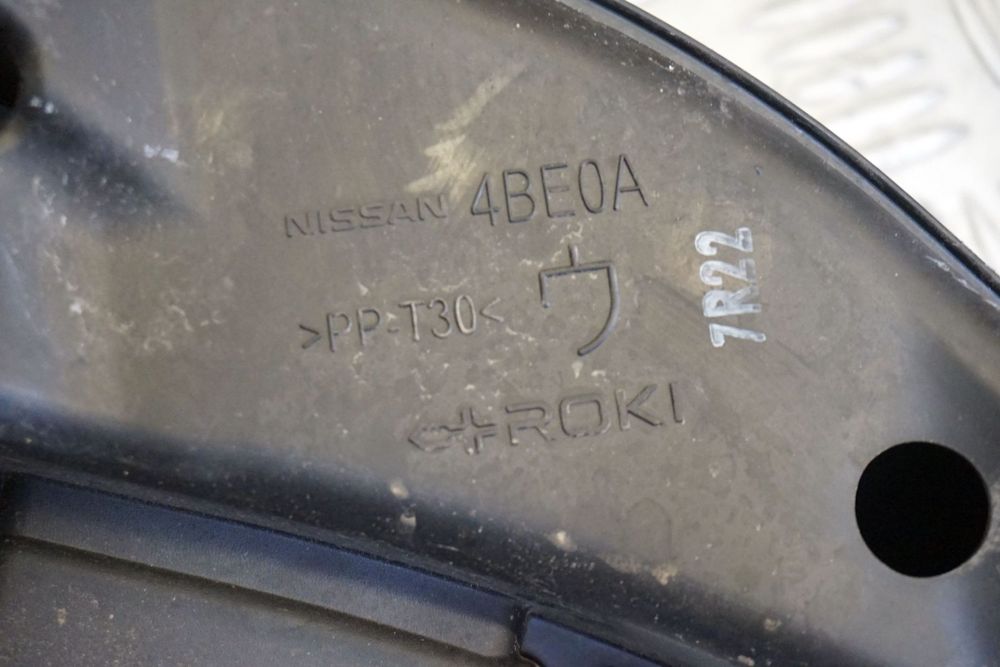 NISSAN 4BE0A
>PP-T30< ウ
ROKI
7R22